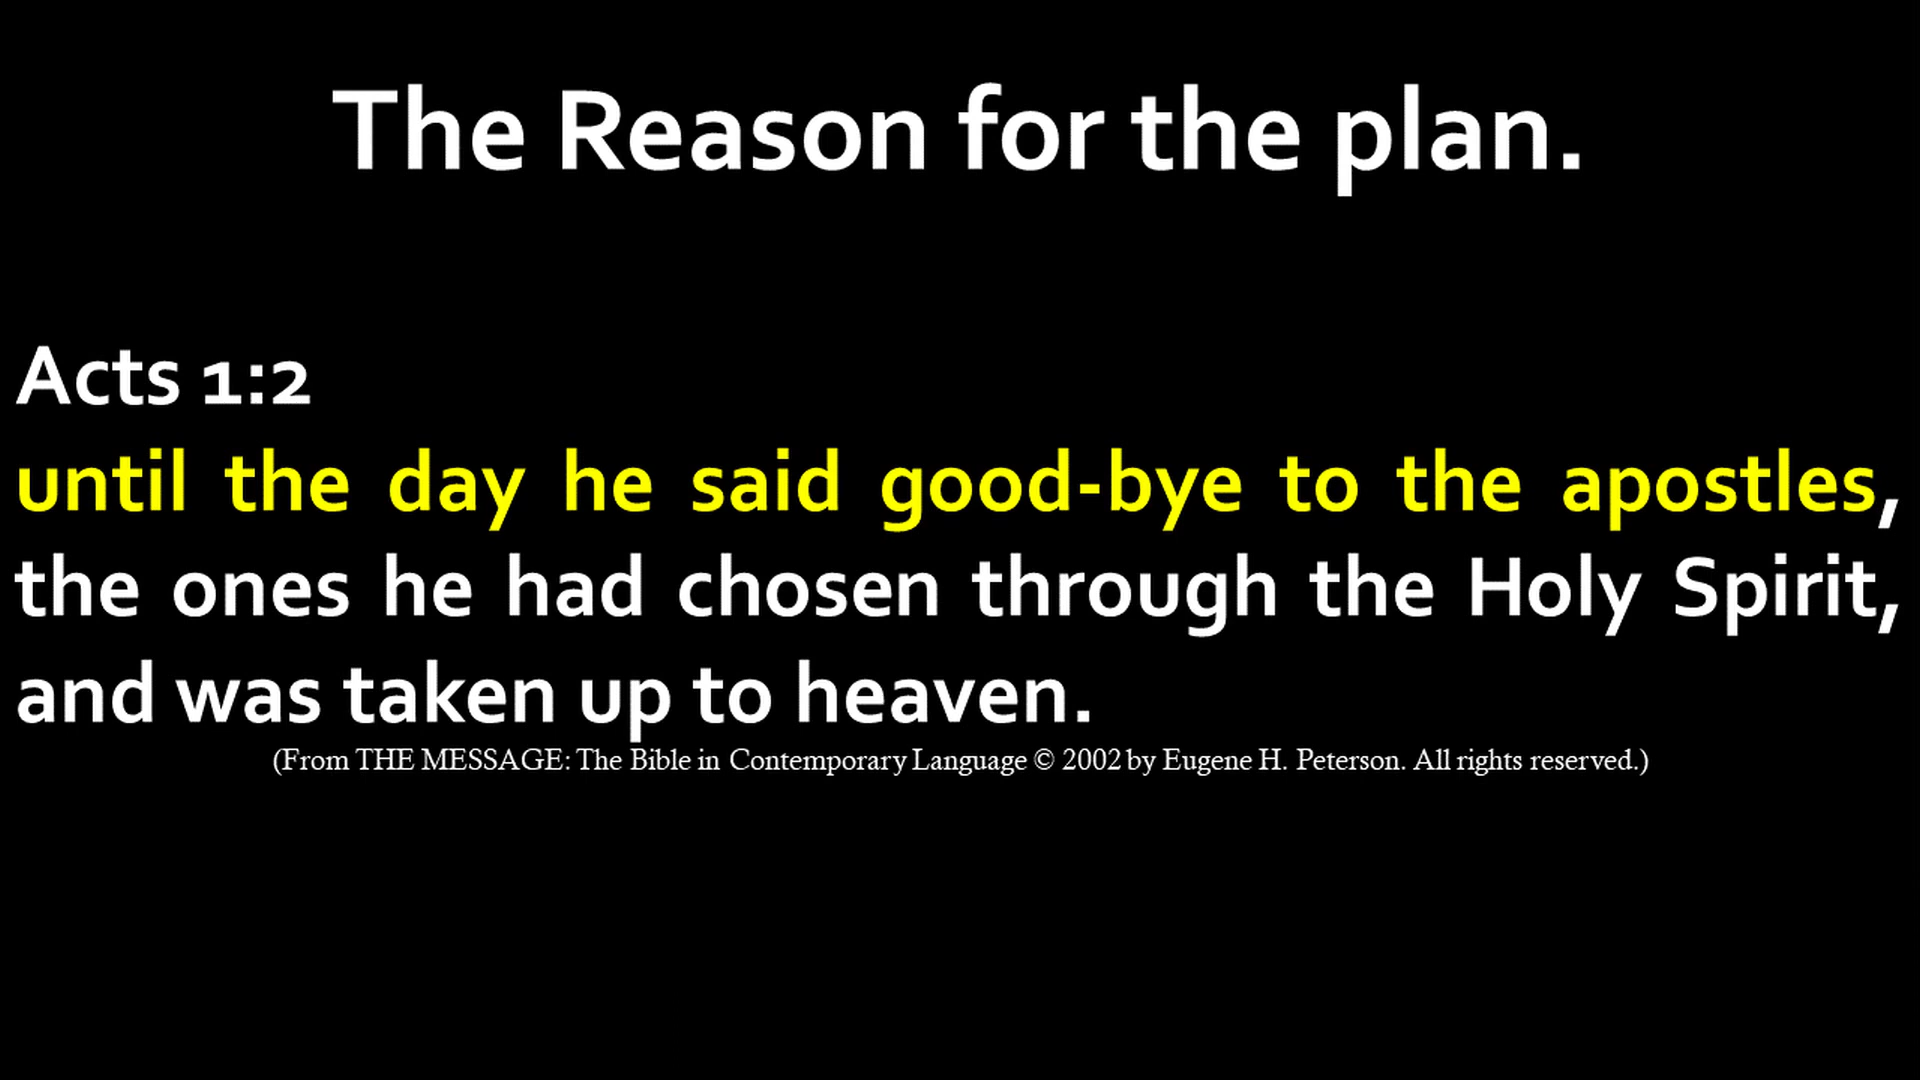 The Reason for the plan.
Acts 1:2
until the day he said good-bye to the apostles,
the ones he had chosen through the Holy Spirit,
and was taken up to heaven.
(From THE MESSAGE: The Bible in Contemporary Language © 2002 by Eugene H. Peterson. All rights reserved.)